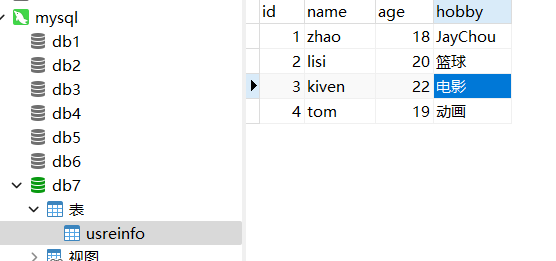 mysql
db1
db2
db3
db4
db5
db6
db7
表
usreinfo
视图
id name age hobby
1 zhao 18 JayChou
2 lisi 20 篮球
3 kiven 22 电影
4 tom 19 动画